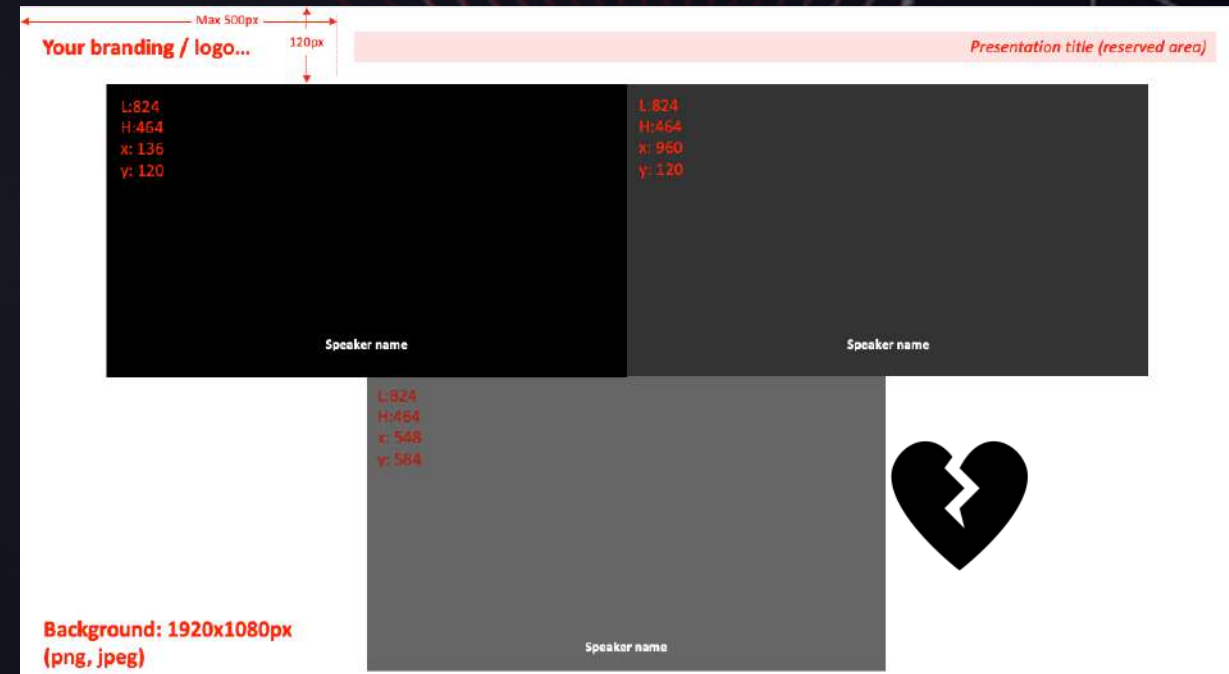 Max 500px
Your branding / logo...
120px
Presentation title (reserved area)
L:824
H:464
x: 136
y: 120
L:824
H:464
x: 960
y: 120
Speaker name
Speaker name
L:824
H:464
x: 548
y: 584
Background: 1920x1080px
(png, jpeg)
Speaker name